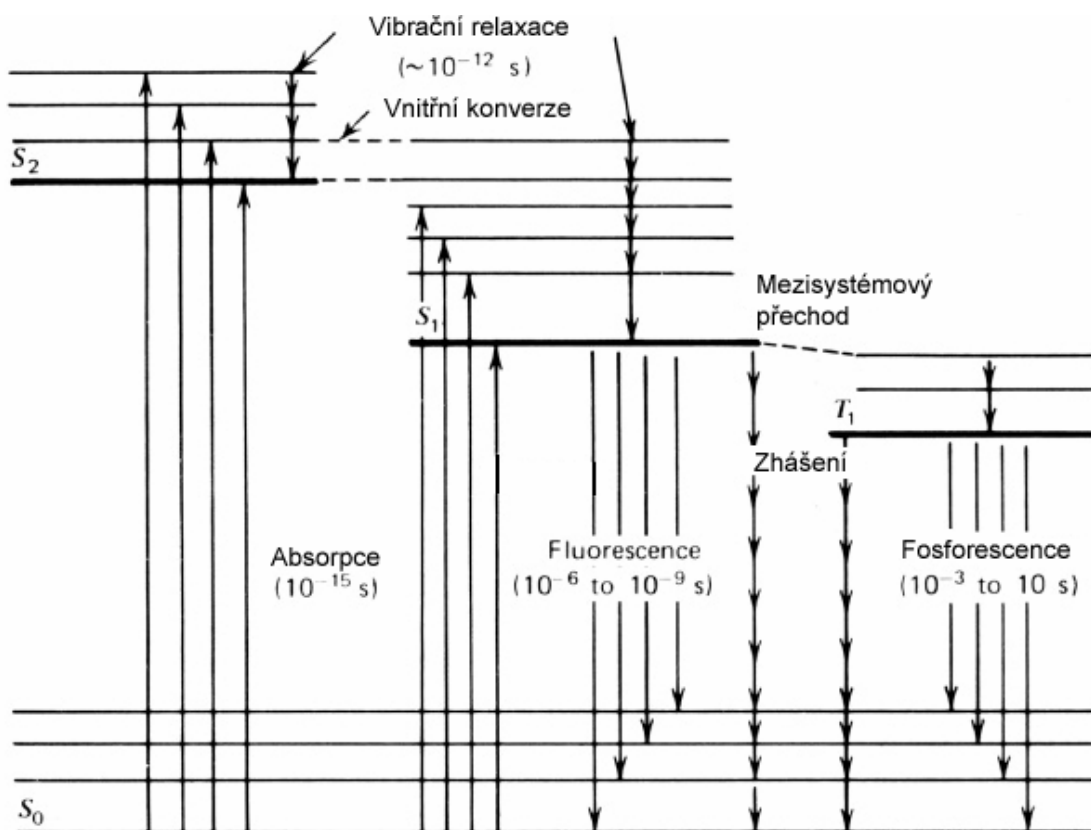 Vibrační relaxace
(~10⁻¹² s)
Vnitřní konverze
S₂
S₁
Mezisystémový
přechod
T₁
Zhášení
Absorpce
(10⁻¹⁵ s)
Fluorescence
(10⁻⁶ to 10⁻⁹ s)
Fosforescence
(10⁻³ to 10 s)
S₀